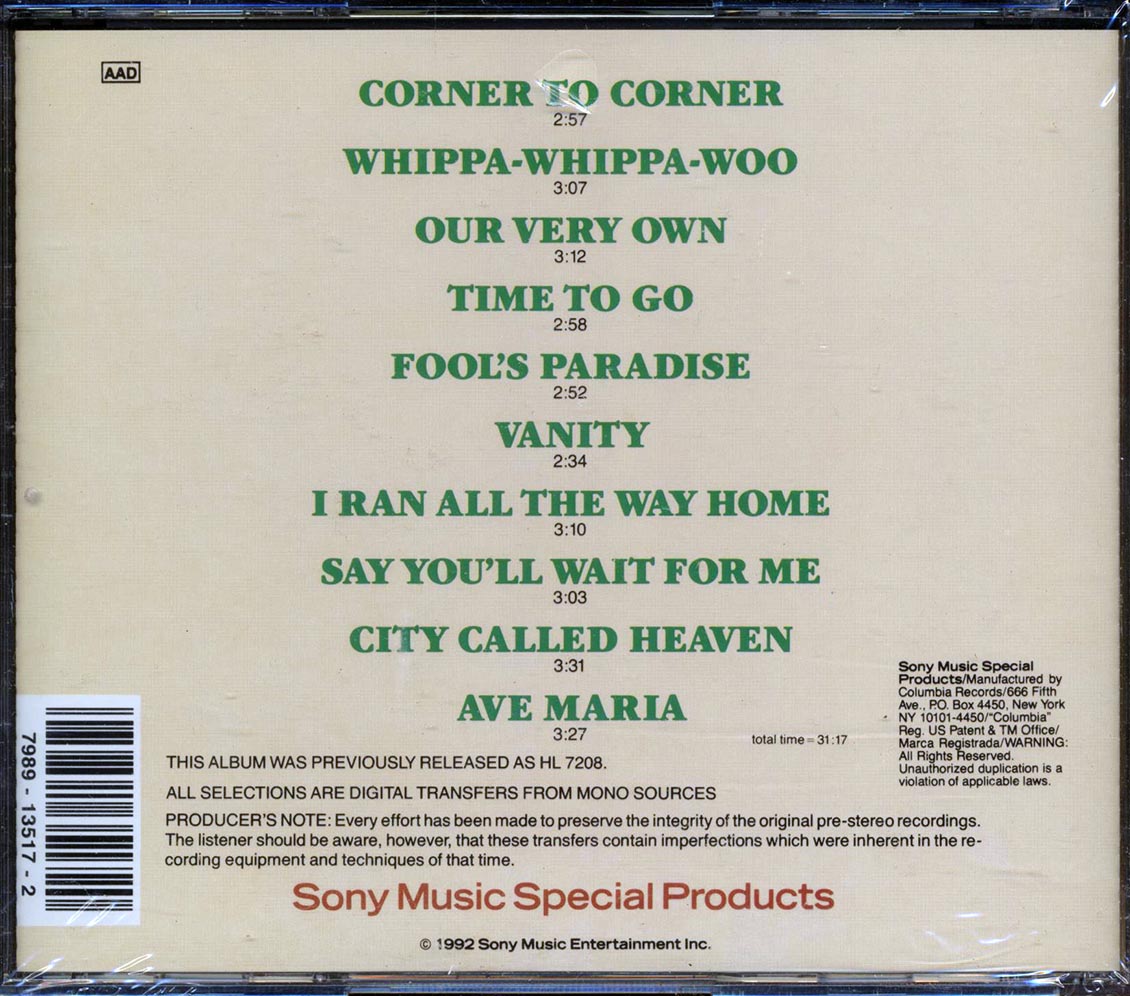 AAD
CORNER TO CORNER
2:57
WHIPPA-WHIPPA-WOO
3:07
OUR VERY OWN
3:12
TIME TO GO
2:58
FOOL'S PARADISE
2:52
VANITY
2:34
I RAN ALL THE WAY HOME
3:10
SAY YOU'LL WAIT FOR ME
3:03
CITY CALLED HEAVEN
3:31
AVE MARIA
3:27
total time = 31:17
Sony Music Special
Products/Manufactured by
Columbia Records/666 Fifth
Ave., P.O. Box 4450, New York
NY 10101-4450/"Columbia"
Reg. US Patent & TM Office/
Marca Registrada/WARNING:
All Rights Reserved.
Unauthorized duplication is a
violation of applicable laws.
7989 - 13517 - 2
THIS ALBUM WAS PREVIOUSLY RELEASED AS HL 7208.
ALL SELECTIONS ARE DIGITAL TRANSFERS FROM MONO SOURCES
PRODUCER'S NOTE: Every effort has been made to preserve the integrity of the original pre-stereo recordings.
The listener should be aware, however, that these transfers contain imperfections which were inherent in the re-
cording equipment and techniques of that time.
Sony Music Special Products
© 1992 Sony Music Entertainment Inc.